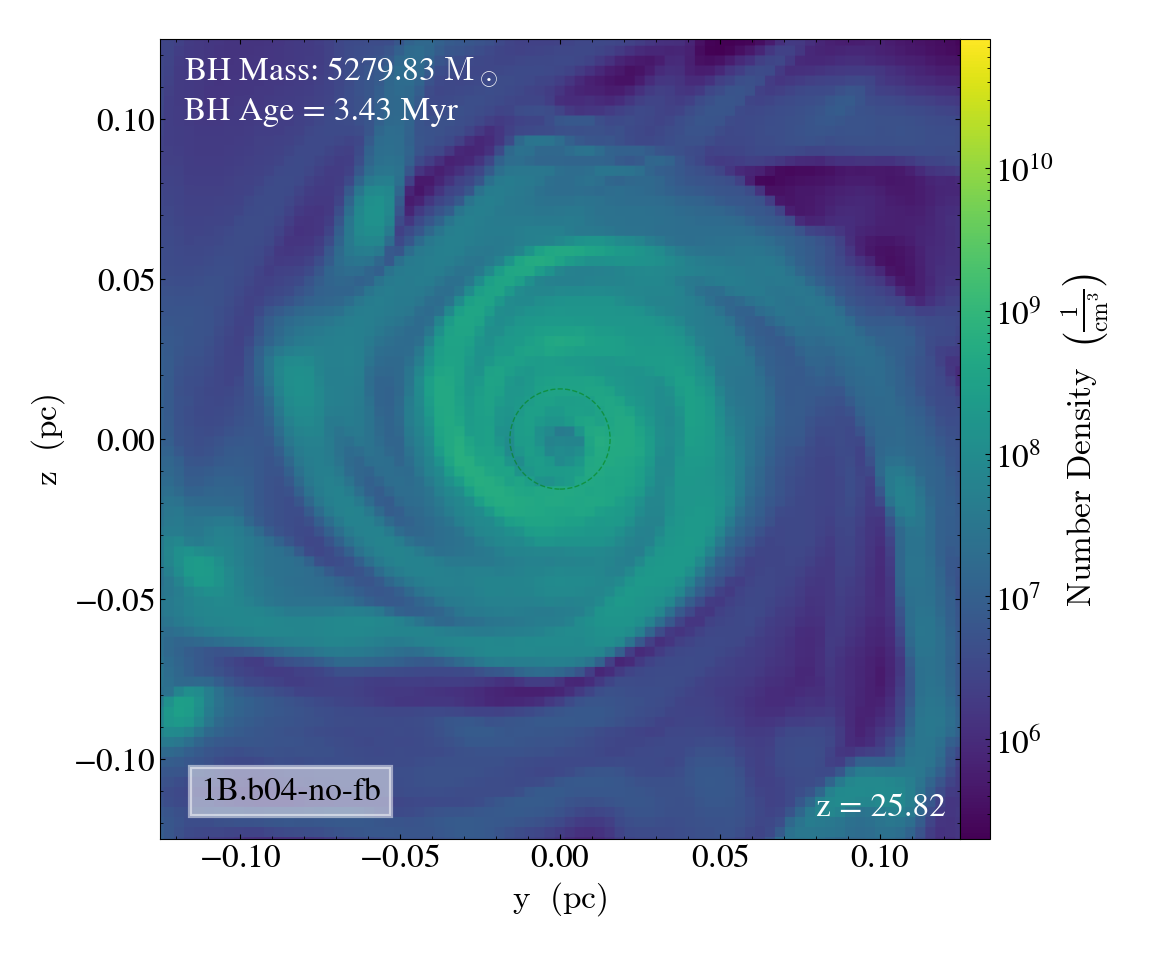 BH Mass: 5279.83 M⊙
BH Age = 3.43 Myr
0.10
0.05
0.00
−0.05
−0.10
z (pc)
1B.b04-no-fb
z = 25.82
−0.10 −0.05 0.00 0.05 0.10
y (pc)
10^10
10^9
10^8
10^7
10^6
Number Density (1/cm^3)